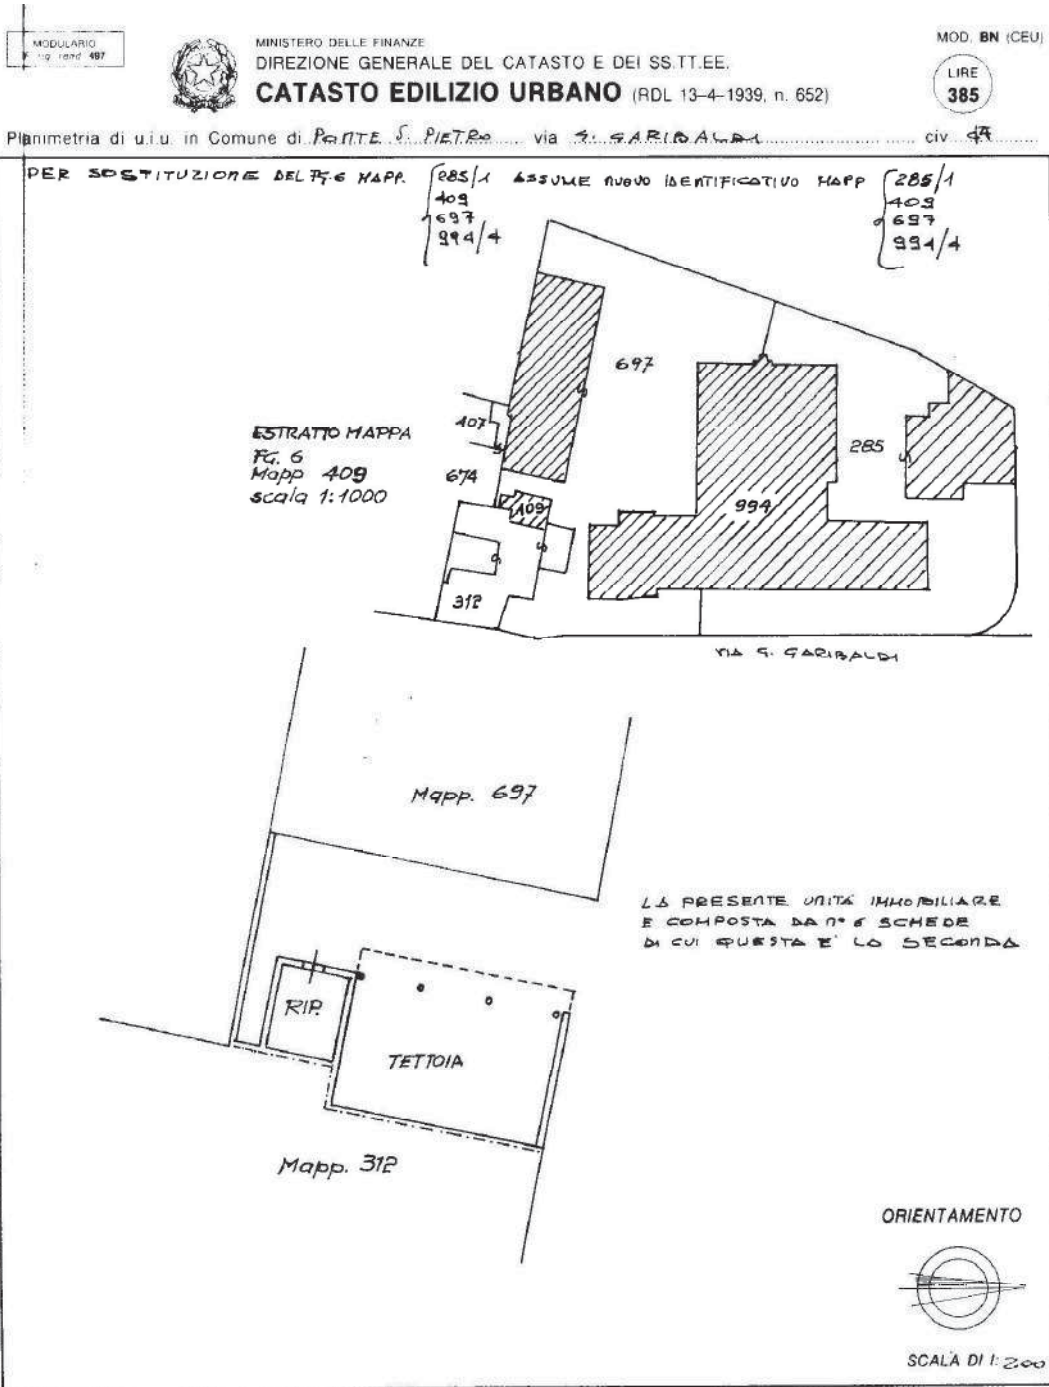 MODULARIO
497
MINISTERO DELLE FINANZE
DIREZIONE GENERALE DEL CATASTO E DEI SS.TT.EE.
CATASTO EDILIZIO URBANO (RDL 13-4-1939, n. 652)
MOD. BN (CEU)
LIRE
385
Planimetria di u.i.u. in Comune di PONTE S. PIETRO via G. GARIBALDI civ.
PER SOSTITUZIONE DEL FG.6 MAPP. 285/1 ASSUME NUOVO IDENTIFICATIVO MAPP 285/1
409 409
697 697
994/4 994/4
697
407
285
ESTRATTO MAPPA
FG. 6
Mapp 409
scala 1:1000
674
409
994
312
VIA G. GARIBALDI
Mapp. 697
LA PRESENTE UNITÀ IMMOBILIARE
E COMPOSTA DA n° 6 SCHEDE
DI CUI QUESTA E' LA SECONDA
RIP.
TETTOIA
Mapp. 312
ORIENTAMENTO
SCALA DI 1: 200